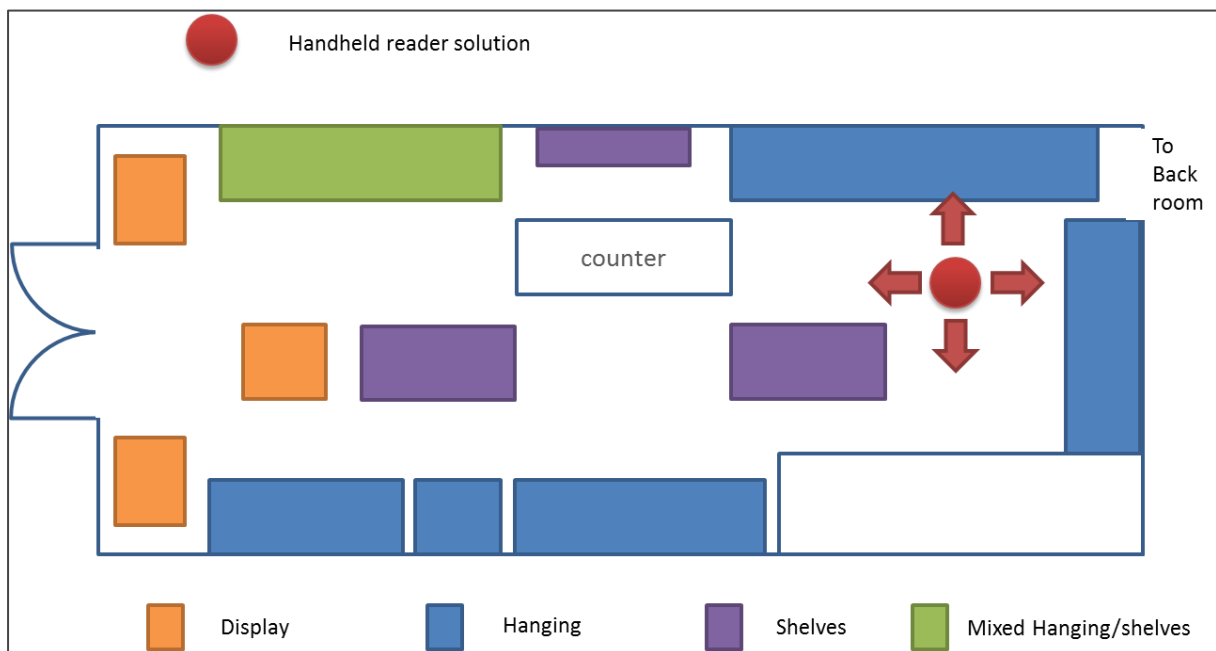 Handheld reader solution
To
Back
room
counter
Display
Hanging
Shelves
Mixed Hanging/shelves